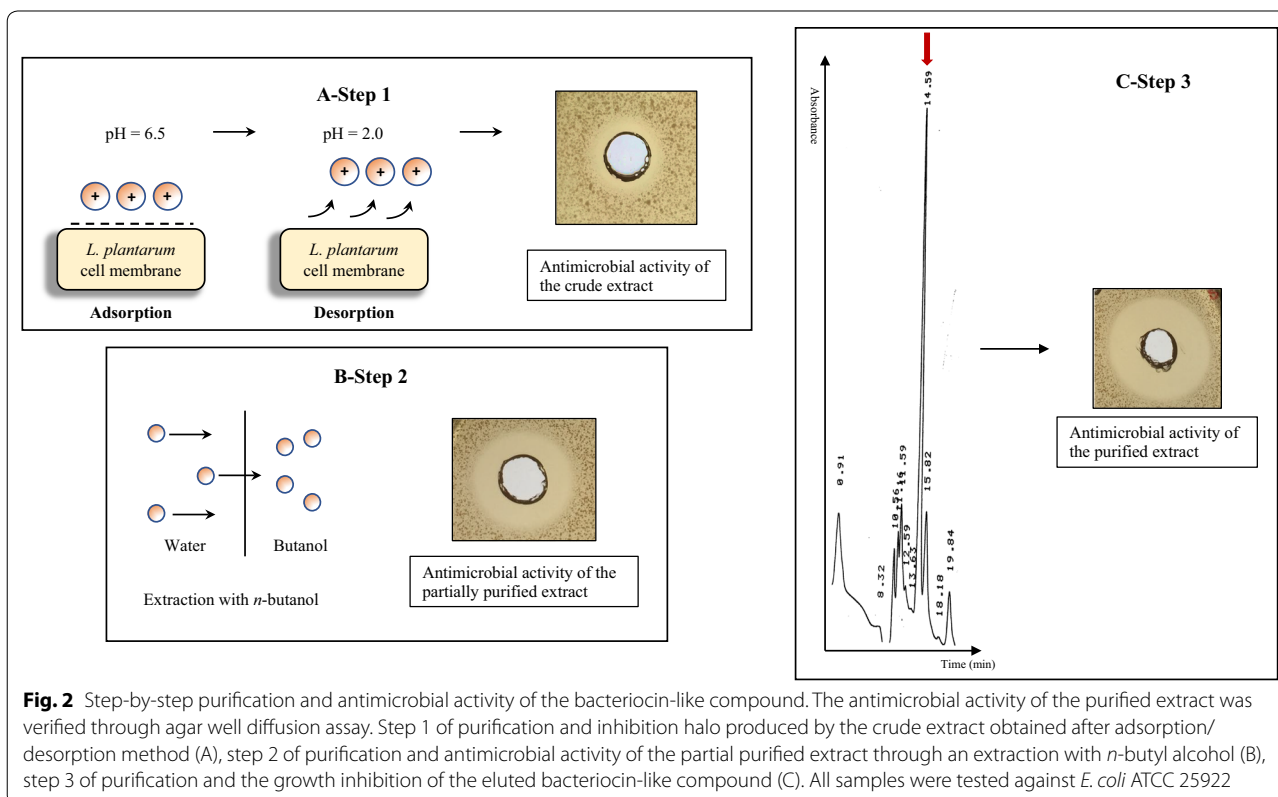 A-Step 1
pH = 6.5
pH = 2.0
+ + +
+ + +
L. plantarum
cell membrane
L. plantarum
cell membrane
Adsorption
Desorption
Antimicrobial activity of
the crude extract
B-Step 2
Water
Butanol
Extraction with n-butanol
Antimicrobial activity of the
partially purified extract
C-Step 3
Absorbance
14.59
0.91
8.32
10.56
11.59
12.59
13.63
15.82
18.18
19.84
Time (min)
Antimicrobial activity of
the purified extract
Fig. 2 Step-by-step purification and antimicrobial activity of the bacteriocin-like compound. The antimicrobial activity of the purified extract was
verified through agar well diffusion assay. Step 1 of purification and inhibition halo produced by the crude extract obtained after adsorption/
desorption method (A), step 2 of purification and antimicrobial activity of the partial purified extract through an extraction with n-butyl alcohol (B),
step 3 of purification and the growth inhibition of the eluted bacteriocin-like compound (C). All samples were tested against E. coli ATCC 25922